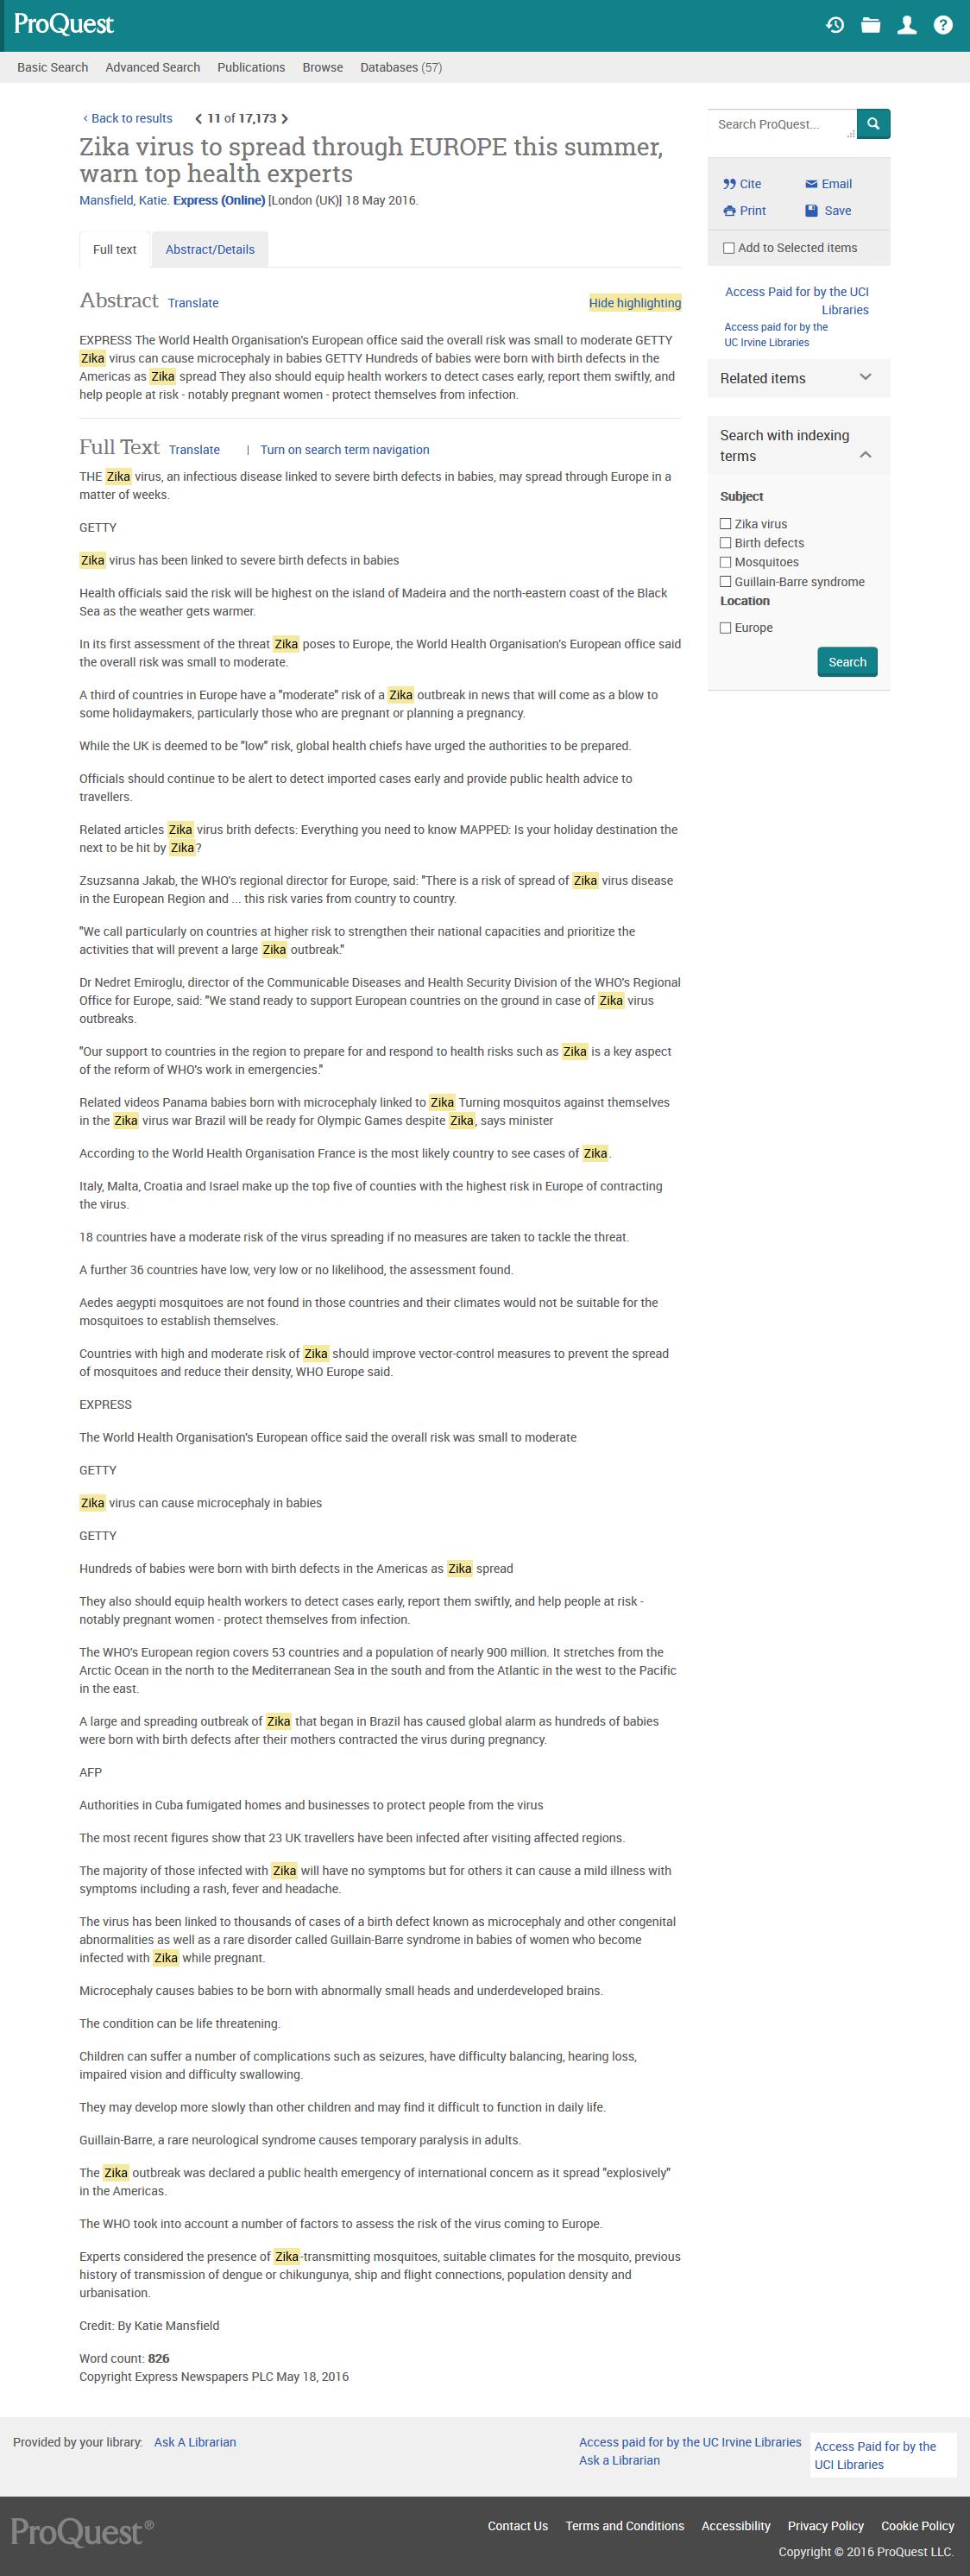 ProQuest
Basic Search Advanced Search Publications Browse Databases (57)
‹ Back to results 11 of 17,173
Zika virus to spread through EUROPE this summer,
warn top health experts
Mansfield, Katie. Express (Online) [London (UK)] 18 May 2016.
Full text Abstract/Details
Abstract Translate Hide highlighting
EXPRESS The World Health Organisation's European office said the overall risk was small to moderate GETTY
Zika virus can cause microcephaly in babies GETTY Hundreds of babies were born with birth defects in the
Americas as Zika spread They also should equip health workers to detect cases early, report them swiftly, and
help people at risk - notably pregnant women - protect themselves from infection.
Full Text Translate | Turn on search term navigation
THE Zika virus, an infectious disease linked to severe birth defects in babies, may spread through Europe in a
matter of weeks.
GETTY
Zika virus has been linked to severe birth defects in babies
Health officials said the risk will be highest on the island of Madeira and the north-eastern coast of the Black
Sea as the weather gets warmer.
In its first assessment of the threat Zika poses to Europe, the World Health Organisation's European office said
the overall risk was small to moderate.
A third of countries in Europe have a "moderate" risk of a Zika outbreak in news that will come as a blow to
some holidaymakers, particularly those who are pregnant or planning a pregnancy.
While the UK is deemed to be "low" risk, global health chiefs have urged the authorities to be prepared.
Officials should continue to be alert to detect imported cases early and provide public health advice to
travellers.
Related articles Zika virus brith defects: Everything you need to know MAPPED: Is your holiday destination the
next to be hit by Zika?
Zsuzsanna Jakab, the WHO's regional director for Europe, said: "There is a risk of spread of Zika virus disease
in the European Region and ... this risk varies from country to country.
"We call particularly on countries at higher risk to strengthen their national capacities and prioritize the
activities that will prevent a large Zika outbreak."
Dr Nedret Emiroglu, director of the Communicable Diseases and Health Security Division of the WHO's Regional
Office for Europe, said: "We stand ready to support European countries on the ground in case of Zika virus
outbreaks.
"Our support to countries in the region to prepare for and respond to health risks such as Zika is a key aspect
of the reform of WHO's work in emergencies."
Related videos Panama babies born with microcephaly linked to Zika Turning mosquitos against themselves
in the Zika virus war Brazil will be ready for Olympic Games despite Zika, says minister
According to the World Health Organisation France is the most likely country to see cases of Zika.
Italy, Malta, Croatia and Israel make up the top five of counties with the highest risk in Europe of contracting
the virus.
18 countries have a moderate risk of the virus spreading if no measures are taken to tackle the threat.
A further 36 countries have low, very low or no likelihood, the assessment found.
Aedes aegypti mosquitoes are not found in those countries and their climates would not be suitable for the
mosquitoes to establish themselves.
Countries with high and moderate risk of Zika should improve vector-control measures to prevent the spread
of mosquitoes and reduce their density, WHO Europe said.
EXPRESS
The World Health Organisation's European office said the overall risk was small to moderate
GETTY
Zika virus can cause microcephaly in babies
GETTY
Hundreds of babies were born with birth defects in the Americas as Zika spread
They also should equip health workers to detect cases early, report them swiftly, and help people at risk -
notably pregnant women - protect themselves from infection.
The WHO's European region covers 53 countries and a population of nearly 900 million. It stretches from the
Arctic Ocean in the north to the Mediterranean Sea in the south and from the Atlantic in the west to the Pacific
in the east.
A large and spreading outbreak of Zika that began in Brazil has caused global alarm as hundreds of babies
were born with birth defects after their mothers contracted the virus during pregnancy.
AFP
Authorities in Cuba fumigated homes and businesses to protect people from the virus
The most recent figures show that 23 UK travellers have been infected after visiting affected regions.
The majority of those infected with Zika will have no symptoms but for others it can cause a mild illness with
symptoms including a rash, fever and headache.
The virus has been linked to thousands of cases of a birth defect known as microcephaly and other congenital
abnormalities as well as a rare disorder called Guillain-Barre syndrome in babies of women who become
infected with Zika while pregnant.
Microcephaly causes babies to be born with abnormally small heads and underdeveloped brains.
The condition can be life threatening.
Children can suffer a number of complications such as seizures, have difficulty balancing, hearing loss,
impaired vision and difficulty swallowing.
They may develop more slowly than other children and may find it difficult to function in daily life.
Guillain-Barre, a rare neurological syndrome causes temporary paralysis in adults.
The Zika outbreak was declared a public health emergency of international concern as it spread "explosively"
in the Americas.
The WHO took into account a number of factors to assess the risk of the virus coming to Europe.
Experts considered the presence of Zika-transmitting mosquitoes, suitable climates for the mosquito, previous
history of transmission of dengue or chikungunya, ship and flight connections, population density and
urbanisation.
Credit: By Katie Mansfield
Word count: 826
Copyright Express Newspapers PLC May 18, 2016
Search ProQuest...
Cite Email
Print Save
Add to Selected items
Access Paid for by the UCI
Libraries
Access paid for by the
UC Irvine Libraries
Related items
Search with indexing
terms
Subject
Zika virus
Birth defects
Mosquitoes
Guillain-Barre syndrome
Location
Europe
Search
Provided by your library: Ask A Librarian
Access paid for by the UC Irvine Libraries
Ask a Librarian
Access Paid for by the
UCI Libraries
ProQuest®
Contact Us Terms and Conditions Accessibility Privacy Policy Cookie Policy
Copyright © 2016 ProQuest LLC.